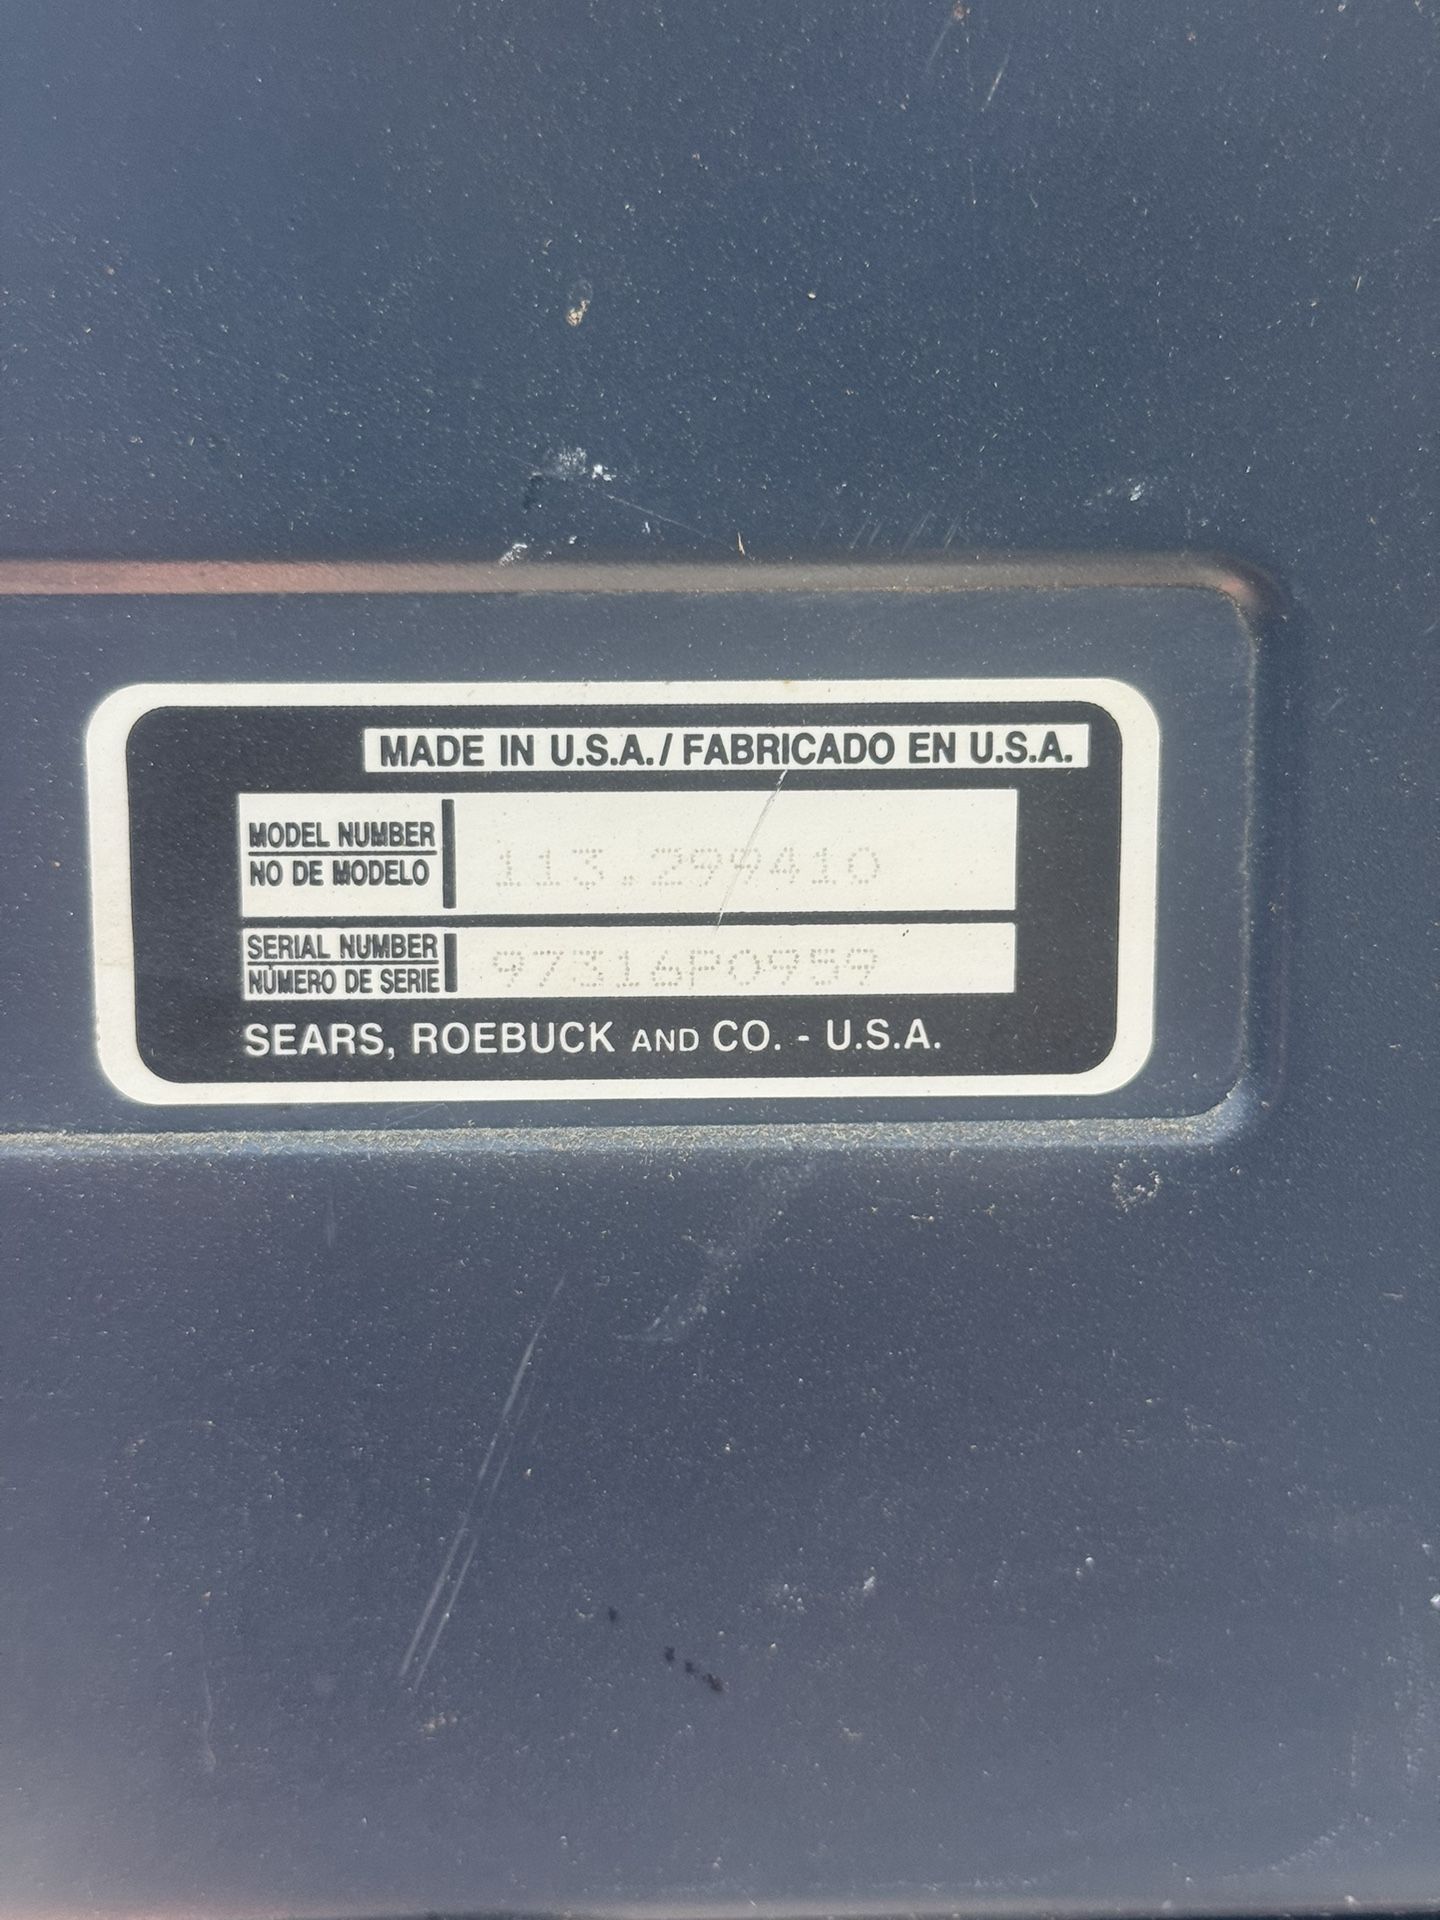 MADE IN U.S.A./FABRICADO EN U.S.A.
MODEL NUMBER
NO DE MODELO
113.299410
SERIAL NUMBER
NÚMERO DE SERIE
97316P0959
SEARS, ROEBUCK AND CO. - U.S.A.